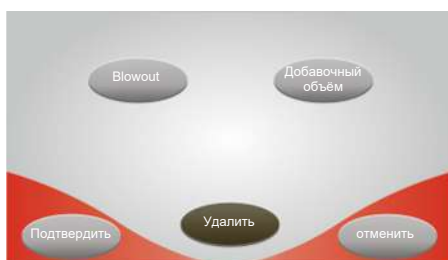 Blowout
Добавочный
объём
Удалить
Подтвердить
отменить